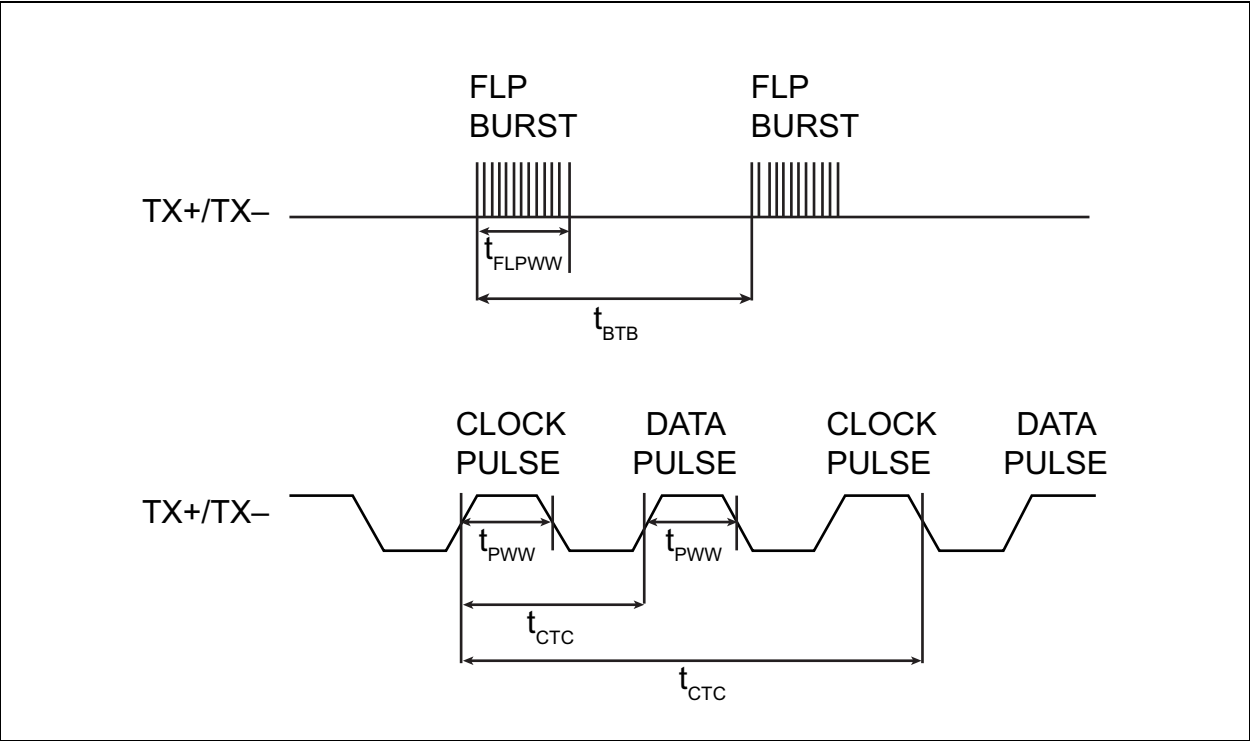 FLP
BURST
FLP
BURST
TX+/TX–
tFLPWW
tBTB
CLOCK
PULSE
DATA
PULSE
CLOCK
PULSE
DATA
PULSE
TX+/TX–
tPWW
tPWW
tCTC
tCTC